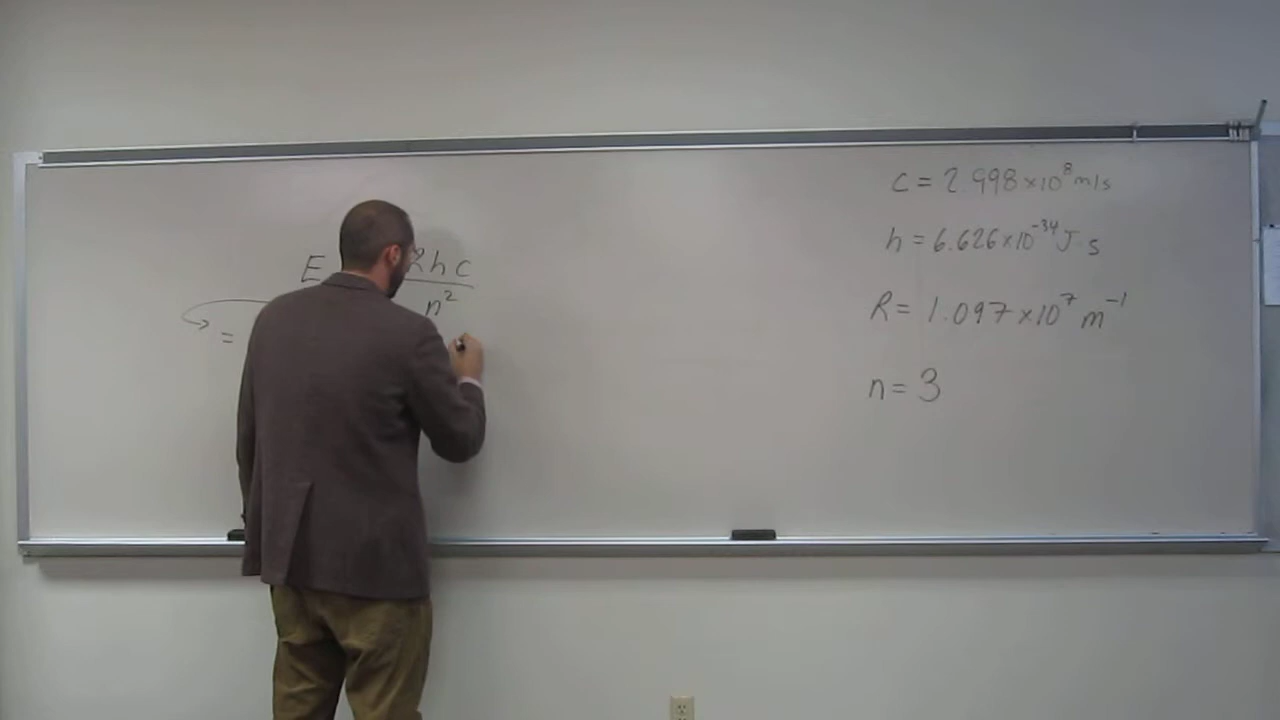 E Rhc
n²
=
c = 2.998×10⁸ m/s
h = 6.626×10⁻³⁴ J·s
R = 1.097×10⁷ m⁻¹
n = 3